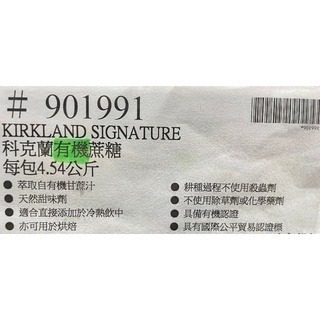 # 901991
KIRKLAND SIGNATURE
科克蘭有機蔗糖
每包4.54公斤
● 萃取自有機甘蔗汁
● 天然甜味劑
● 適合直接添加於冷熱飲中
● 亦可用於烘焙
● 耕種過程不使用殺蟲劑
● 不使用除草劑或化學藥劑
● 具備有機認證
● 具有國際公平貿易認證標